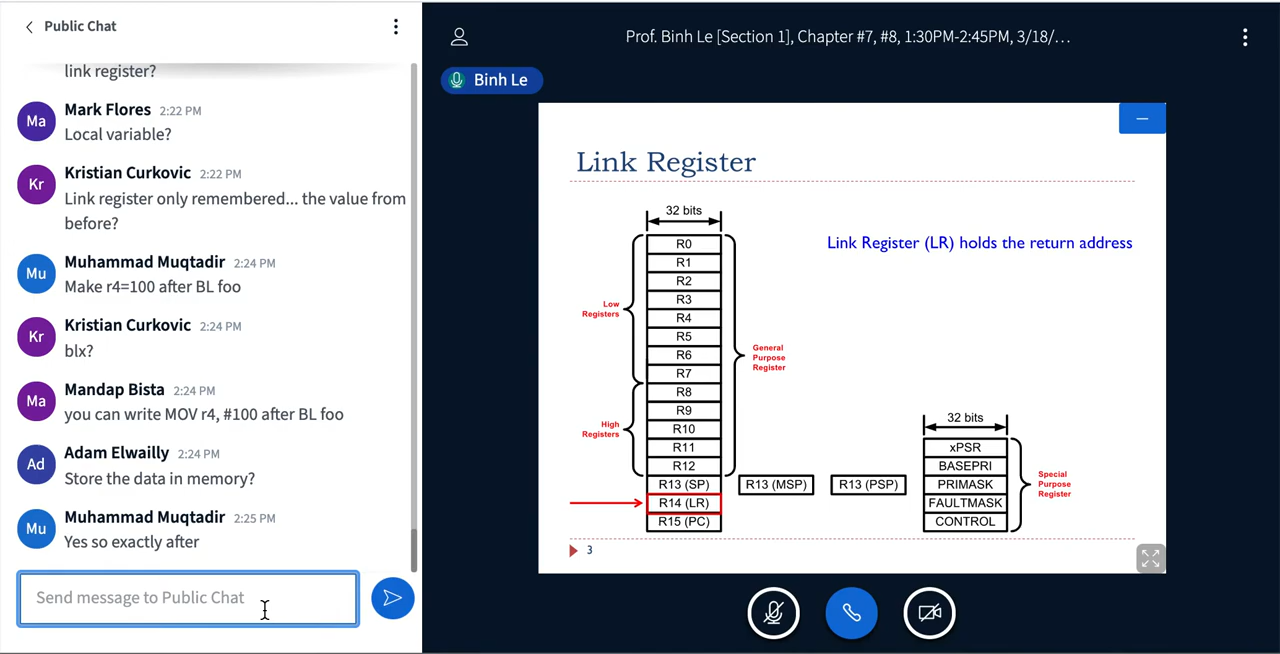 Public Chat
link register?
Ma
Mark Flores 2:22 PM
Local variable?
Kr
Kristian Curkovic 2:22 PM
Link register only remembered... the value from
before?
Mu
Muhammad Muqtadir 2:24 PM
Make r4=100 after BL foo
Kr
Kristian Curkovic 2:24 PM
blx?
Ma
Mandap Bista 2:24 PM
you can write MOV r4, #100 after BL foo
Ad
Adam Elwailly 2:24 PM
Store the data in memory?
Mu
Muhammad Muqtadir 2:25 PM
Yes so exactly after
Send message to Public Chat
Prof. Binh Le [Section 1], Chapter #7, #8, 1:30PM-2:45PM, 3/18/…
Binh Le
Link Register
32 bits
Link Register (LR) holds the return address
R0
R1
R2
R3
R4
R5
R6
R7
R8
R9
R10
R11
R12
R13 (SP)
R14 (LR)
R15 (PC)
Low
Registers
High
Registers
General
Purpose
Register
R13 (MSP)
R13 (PSP)
32 bits
xPSR
BASEPRI
PRIMASK
FAULTMASK
CONTROL
Special
Purpose
Register
3